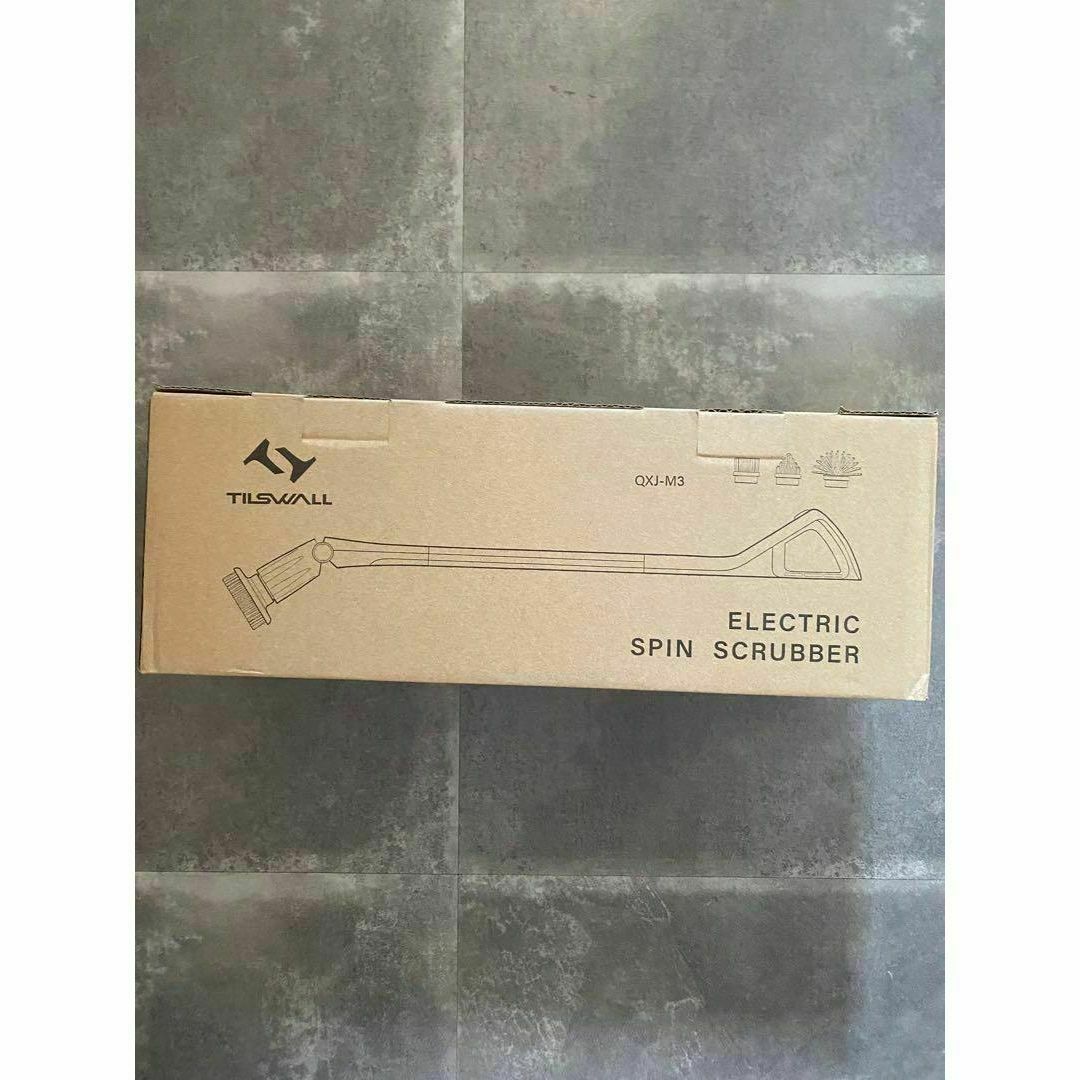 TILSWALL
QXJ-M3
ELECTRIC
SPIN SCRUBBER